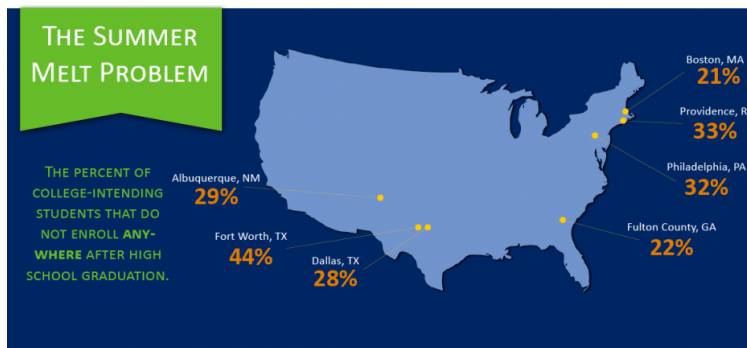 THE SUMMER
MELT PROBLEM
THE PERCENT OF
COLLEGE-INTENDING
STUDENTS THAT DO
NOT ENROLL ANY-
WHERE AFTER HIGH
SCHOOL GRADUATION.
Boston, MA
21%
Providence, R
33%
Philadelphia, PA
32%
Albuquerque, NM
29%
Fort Worth, TX
44%
Dallas, TX
28%
Fulton County, GA
22%